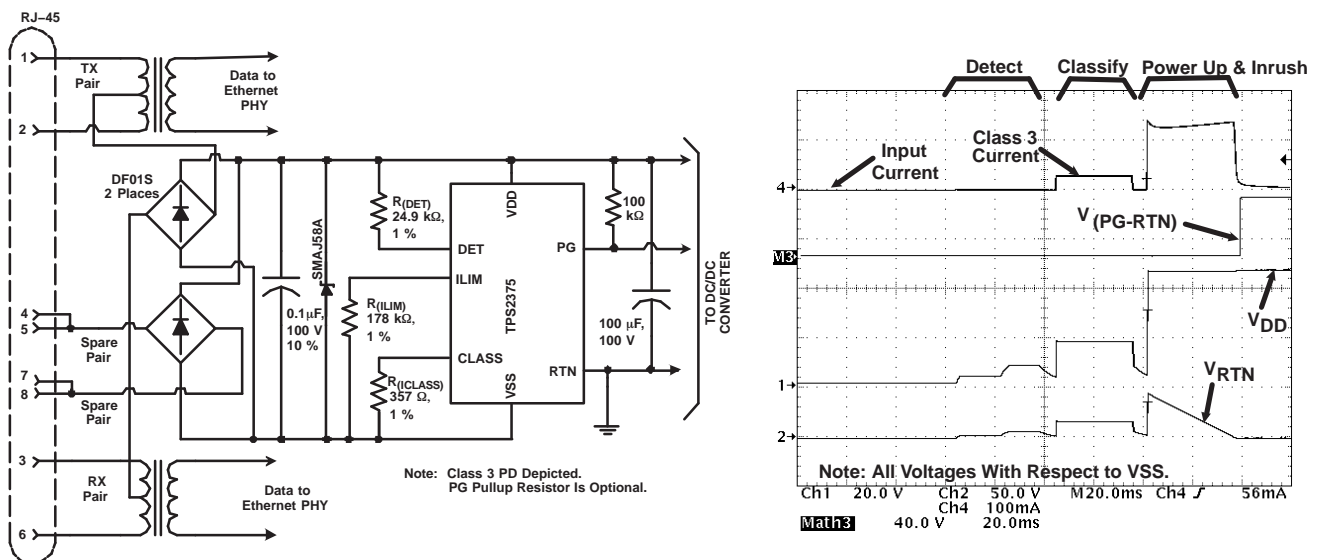 RJ–45
1
TX
Pair
Data to
Ethernet
PHY
2
DF01S
2 Places
4
5
Spare
Pair
7
8
Spare
Pair
3
RX
Pair
Data to
Ethernet PHY
6
0.1µF,
100 V
10 %
SMAJ58A
R(DET)
24.9 kΩ,
1 %
R(ILIM)
178 kΩ,
1 %
R(ICLASS)
357 Ω,
1 %
VDD
DET
ILIM
TPS2375
CLASS
VSS
PG
RTN
100
kΩ
100 µF,
100 V
TO DC/DC
CONVERTER
Note: Class 3 PD Depicted.
PG Pullup Resistor Is Optional.
Detect Classify Power Up & Inrush
Input
Current
Class 3
Current
4
V(PG-RTN)
M3
VDD
1
VRTN
2
Note: All Voltages With Respect to VSS.
Ch1 20.0 V Ch2 50.0 V M20.0ms Ch4 56mA
Ch4 100mA
Math3 40.0 V 20.0ms